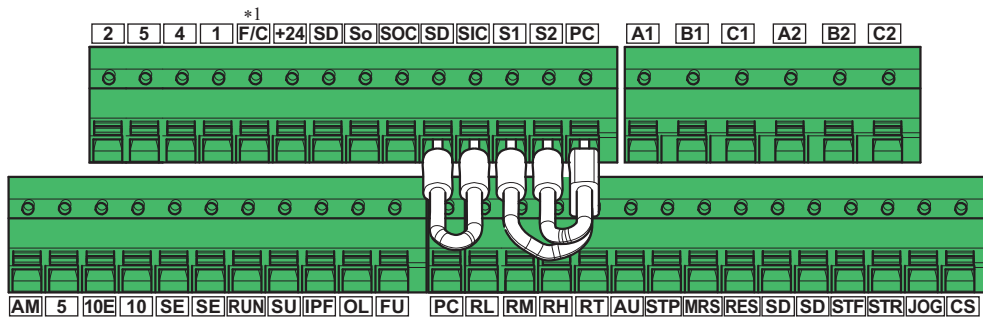 *1
2 5 4 1 F/C +24 SD So SOC SD SIC S1 S2 PC A1 B1 C1 A2 B2 C2
AM 5 10E 10 SE SE RUN SU IPF OL FU PC RL RM RH RT AU STP MRS RES SD SD STF STR JOG CS